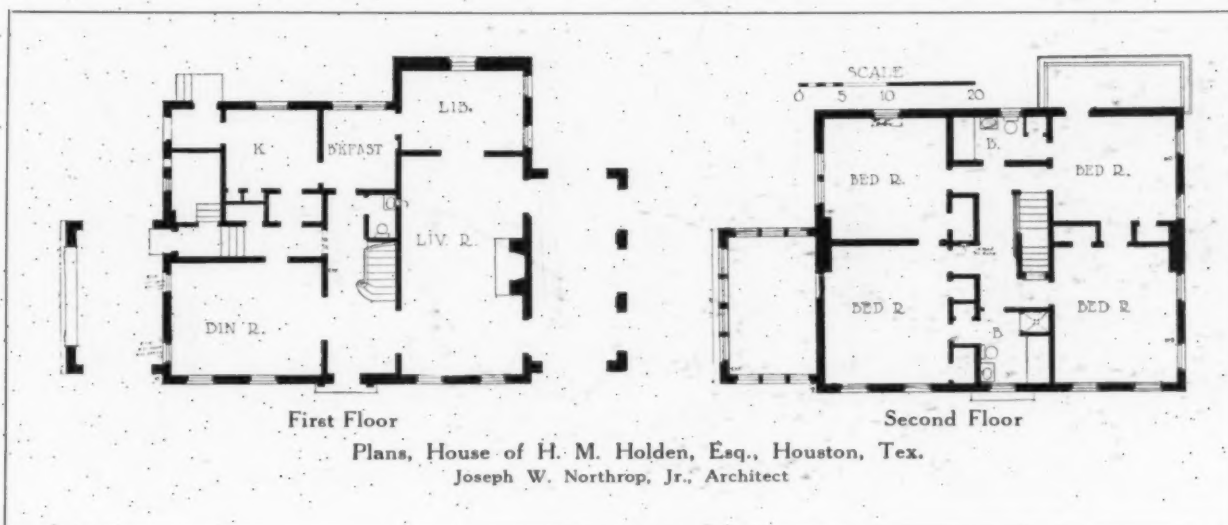 LIB.
K.
B'KFAST
LIV. R.
DIN R.
First Floor
SCALE
0 5 10 20
B.
BED R.
BED R.
BED R
BED R
B
Second Floor
Plans, House of H. M. Holden, Esq., Houston, Tex.
Joseph W. Northrop, Jr., Architect